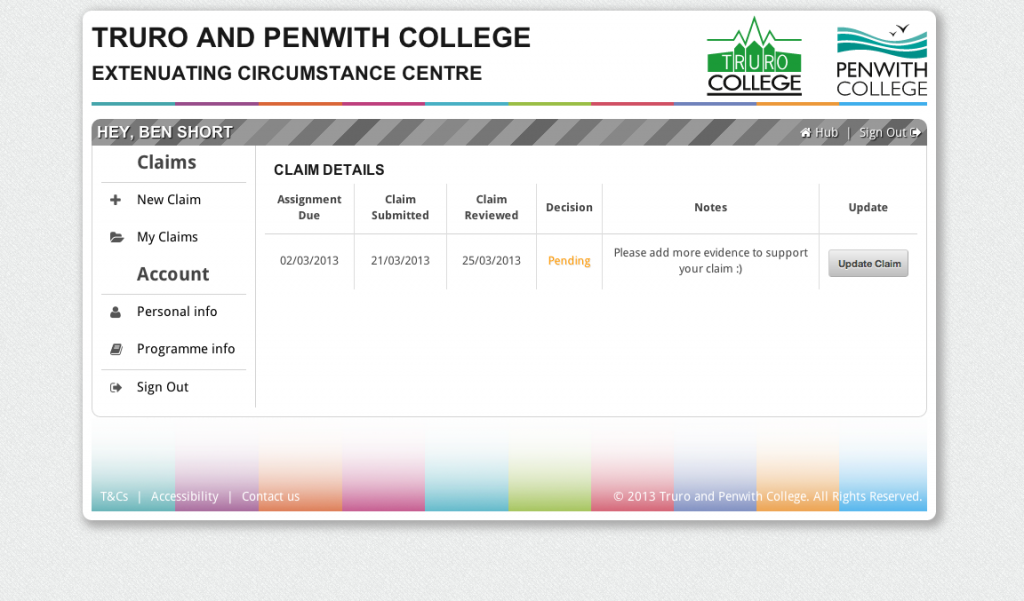 TRURO AND PENWITH COLLEGE
EXTENUATING CIRCUMSTANCE CENTRE
TRURO
COLLEGE
PENWITH
COLLEGE
HEY, BEN SHORT
Hub | Sign Out
Claims
New Claim
My Claims
Account
Personal info
Programme info
Sign Out
CLAIM DETAILS
Assignment Due
Claim Submitted
Claim Reviewed
Decision
Notes
Update
02/03/2013
21/03/2013
25/03/2013
Pending
Please add more evidence to support
your claim :)
Update Claim
T&Cs | Accessibility | Contact us
© 2013 Truro and Penwith College. All Rights Reserved.